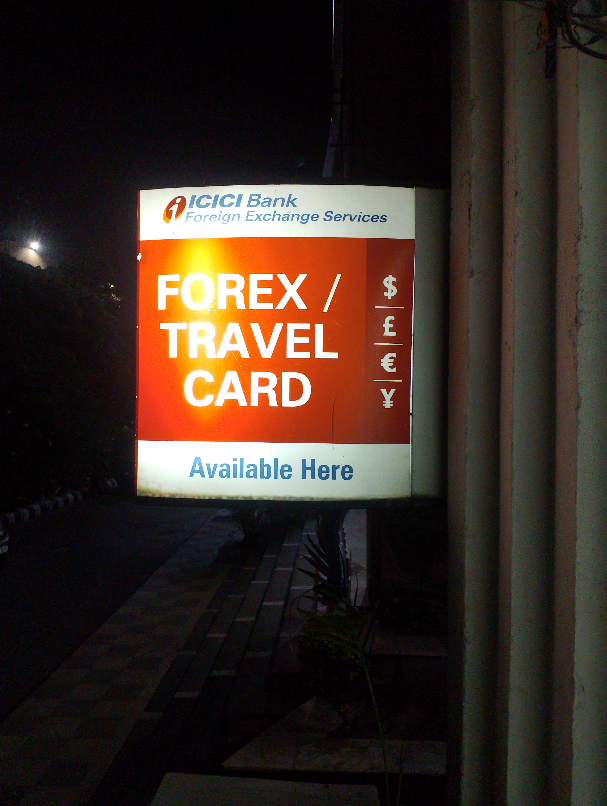 ICICI Bank
Foreign Exchange Services
FOREX /
TRAVEL
CARD
$
£
€
¥
Available Here